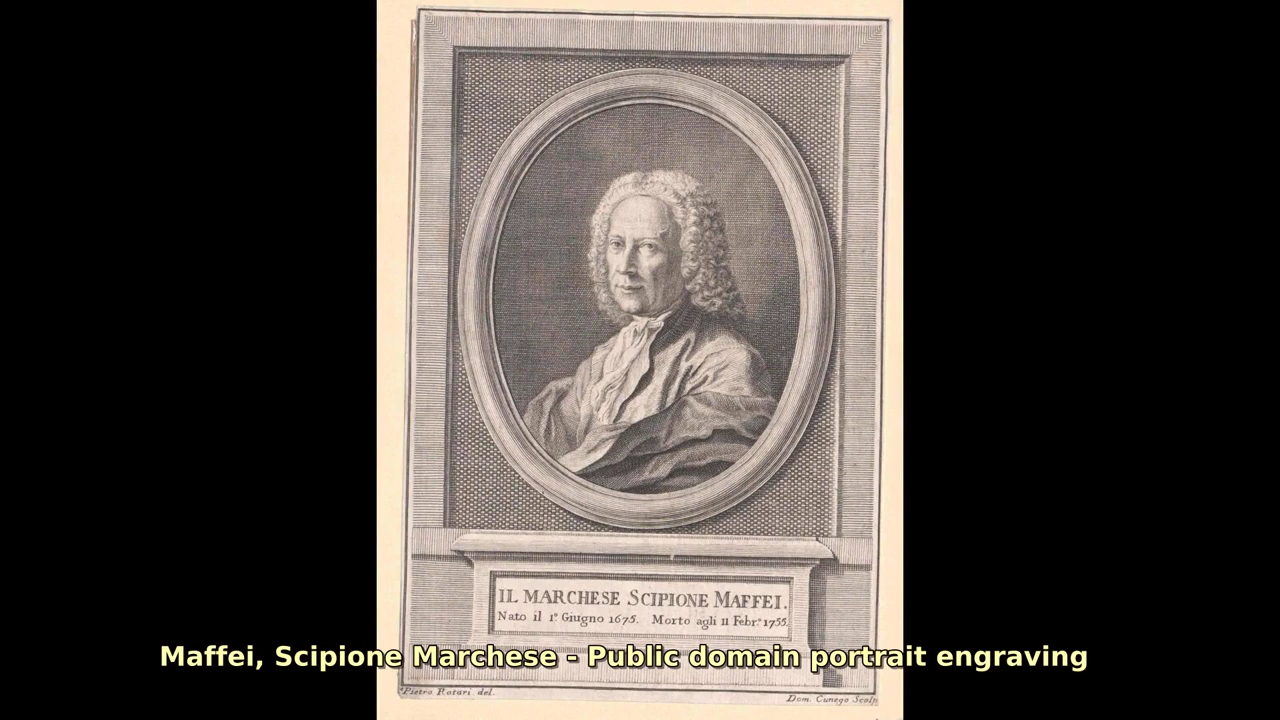 IL MARCHESE SCIPIONE MAFFEI.
Nato il 1º Giugno 1675. Morto agli 11 Febr.º 1755.
Maffei, Scipione Marchese - Public domain portrait engraving
Pietro Rotari del.
Dom. Cunego Sculp.